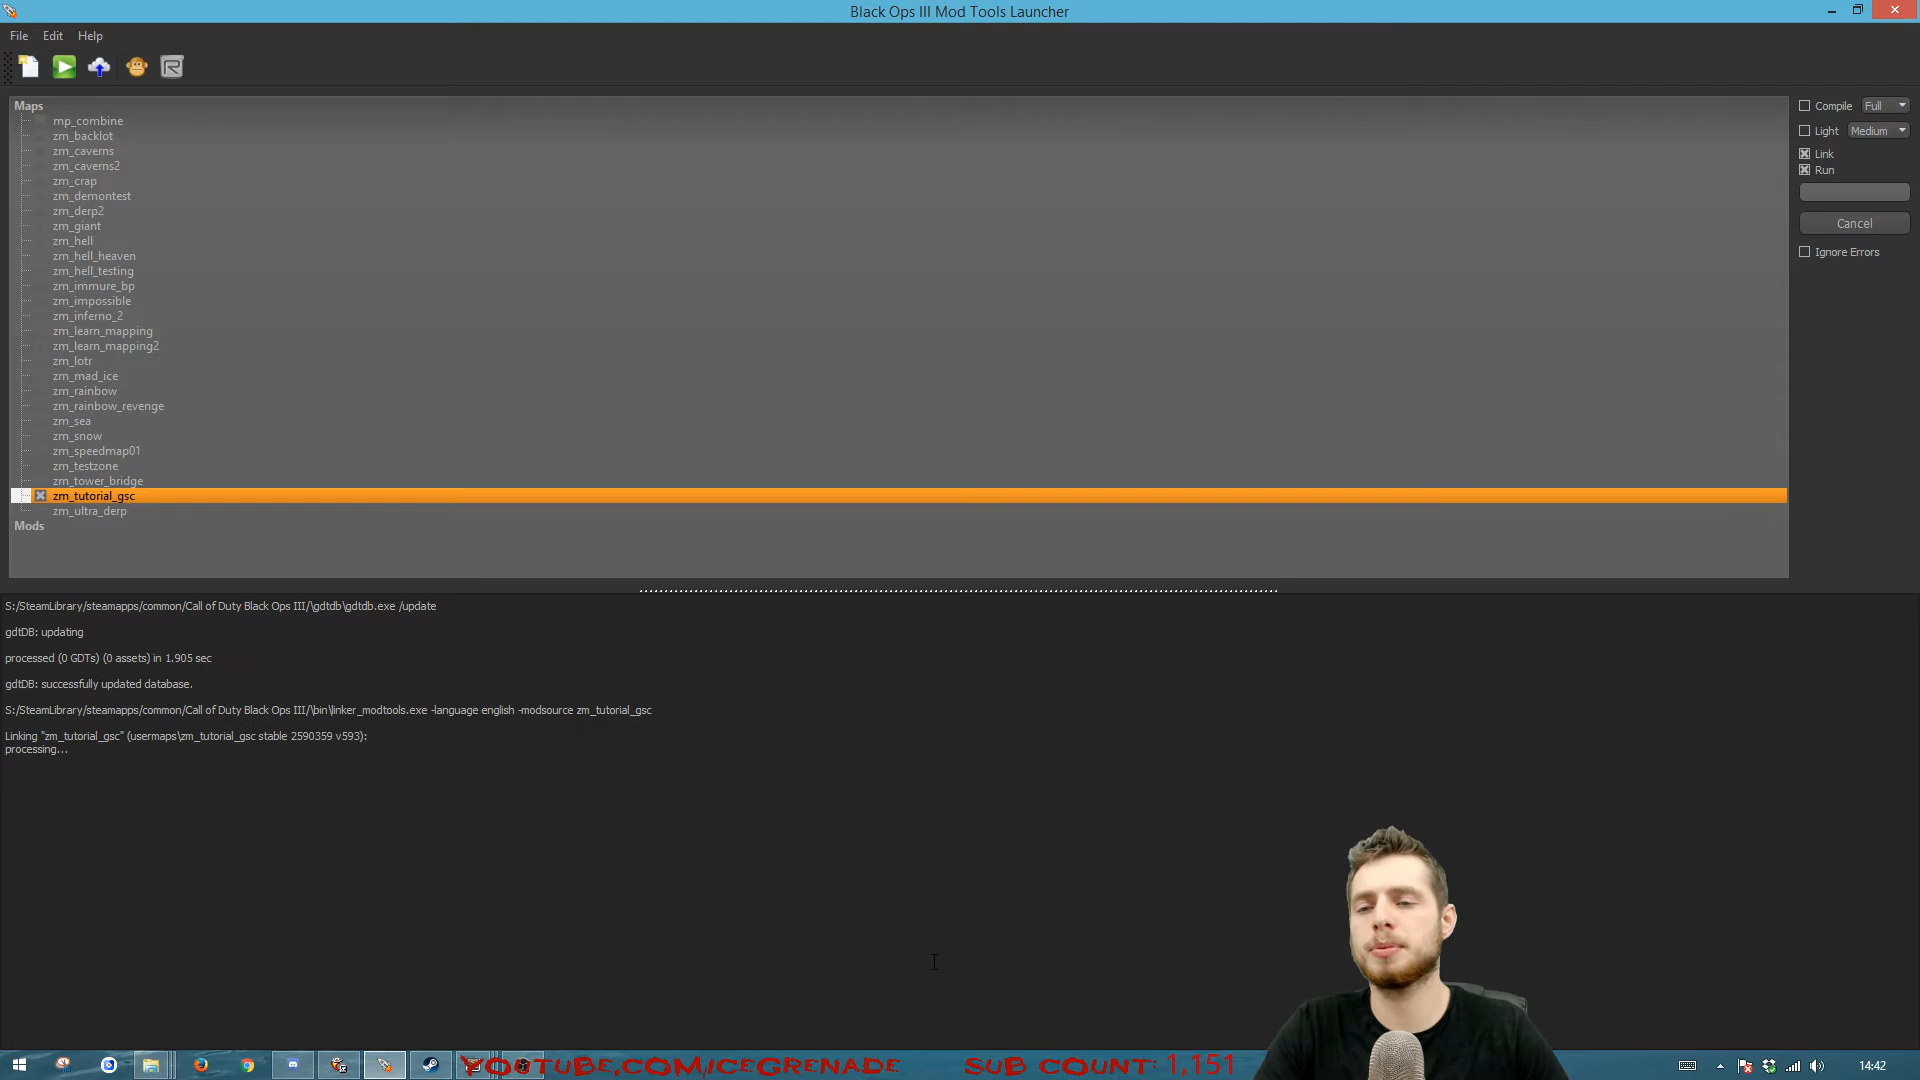 Black Ops III Mod Tools Launcher
File Edit Help
Maps
mp_combine
zm_backlot
zm_caverns
zm_caverns2
zm_crap
zm_demontest
zm_derp2
zm_giant
zm_hell
zm_hell_heaven
zm_hell_testing
zm_immure_bp
zm_impossible
zm_inferno_2
zm_learn_mapping
zm_learn_mapping2
zm_lotr
zm_mad_ice
zm_rainbow
zm_rainbow_revenge
zm_sea
zm_snow
zm_speedmap01
zm_testzone
zm_tower_bridge
zm_tutorial_gsc
zm_ultra_derp
Mods
Compile Full
Light Medium
Link
Run
Cancel
Ignore Errors
S:/SteamLibrary/steamapps/common/Call of Duty Black Ops III/\gdtdb\gdtdb.exe /update
gdtDB: updating
processed (0 GDTs) (0 assets) in 1.905 sec
gdtDB: successfully updated database.
S:/SteamLibrary/steamapps/common/Call of Duty Black Ops III/\bin\linker_modtools.exe -language english -modsource zm_tutorial_gsc
Linking "zm_tutorial_gsc" (usermaps\zm_tutorial_gsc stable 2590359 v593):
processing...
YouTube.com/icegrenade Sub Count: 1,151
14:42